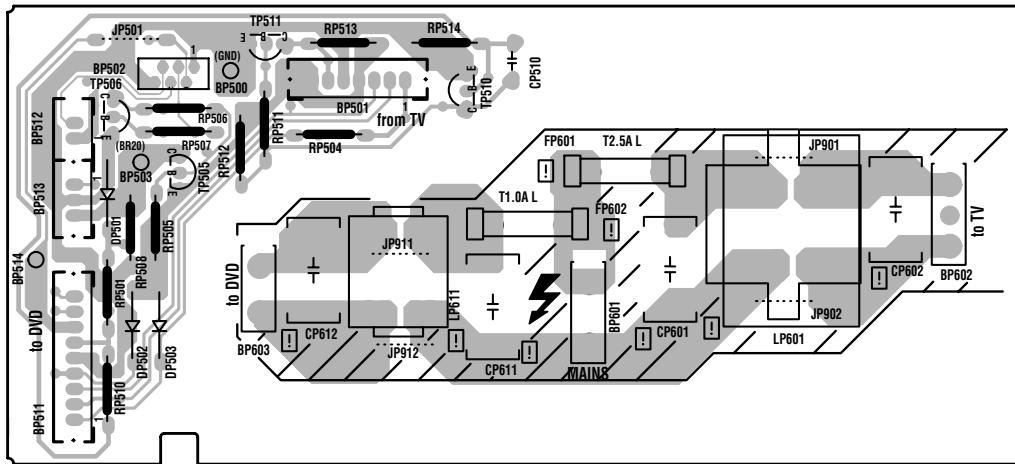 TP511
RP513
RP514
JP501
E
B
C
1
(GND)
BP502
BP500
E
B
C
TP510
CP510
TP506
C
B
E
BP501
1
from TV
RP506
RP511
BP512
RP507
RP512
RP504
(BR20)
BP503
C
B
E
TP505
FP601
T2.5A L
JP901
BP513
1
DP501
RP508
RP505
T1.0A L
FP602
to TV
BP514
JP911
to DVD
CP602
BP602
RP501
LP611
BP601
JP902
to DVD
CP612
CP601
BP603
JP912
LP601
DP502
DP503
CP611
MAINS
RP510
BP511
1
!
!
!
!
!
!
!
!